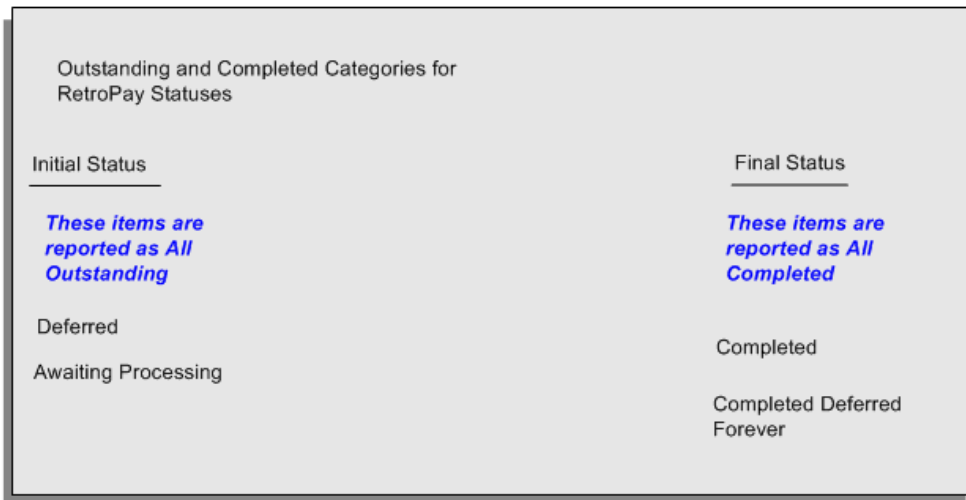 Outstanding and Completed Categories for
RetroPay Statuses
Initial Status
These items are
reported as All
Outstanding
Deferred
Awaiting Processing
Final Status
These items are
reported as All
Completed
Completed
Completed Deferred
Forever